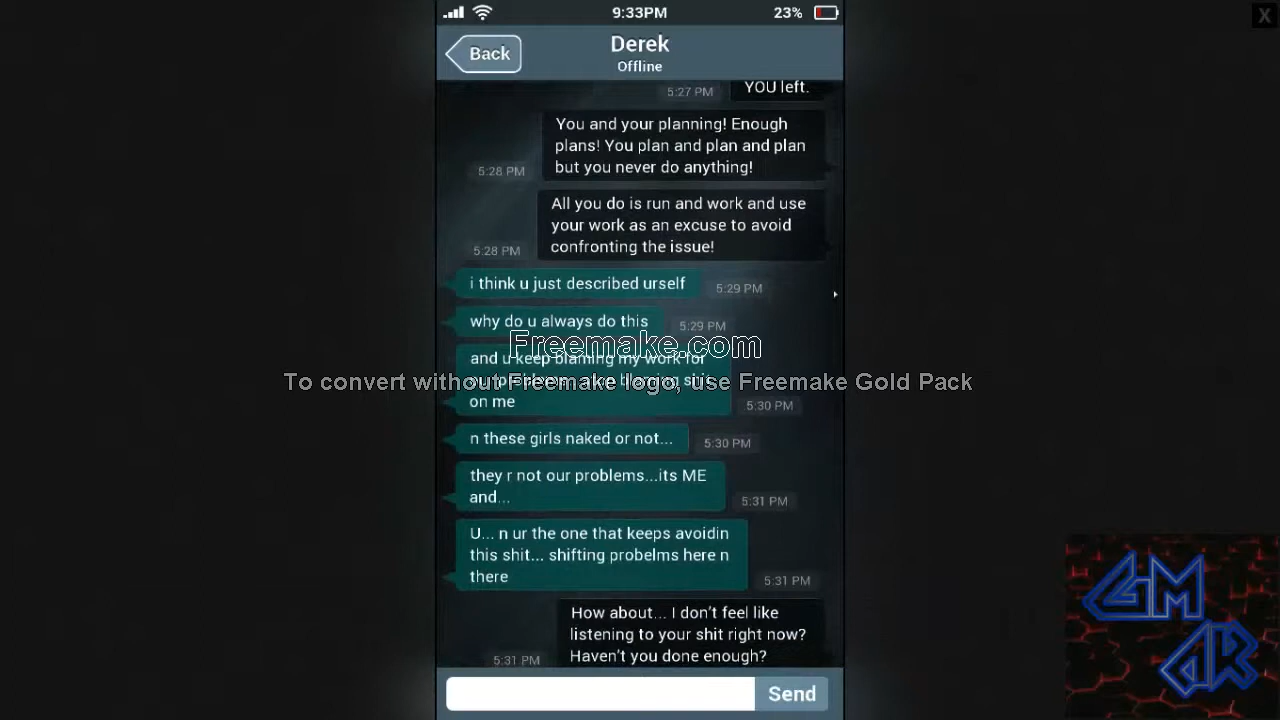 9:33PM
23%
X
Back
Derek
Offline
5:27 PM
YOU left.
You and your planning! Enough
plans! You plan and plan and plan
but you never do anything!
5:28 PM
All you do is run and work and use
your work as an excuse to avoid
confronting the issue!
5:28 PM
i think u just described urself
5:29 PM
why do u always do this
5:29 PM
Freemake.com
and u keep blaming my work for
To convert without Freemake logo, use Freemake Gold Pack
on me
5:30 PM
n these girls naked or not...
5:30 PM
they r not our problems...its ME
and...
5:31 PM
U... n ur the one that keeps avoidin
this shit... shifting probelms here n
there
5:31 PM
How about... I don't feel like
listening to your shit right now?
Haven't you done enough?
5:31 PM
Send
GM